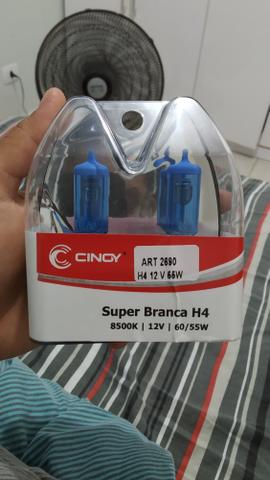 CINOY
ART 2690
H4 12 V 55W
Super Branca H4
8500K | 12V | 60/55W